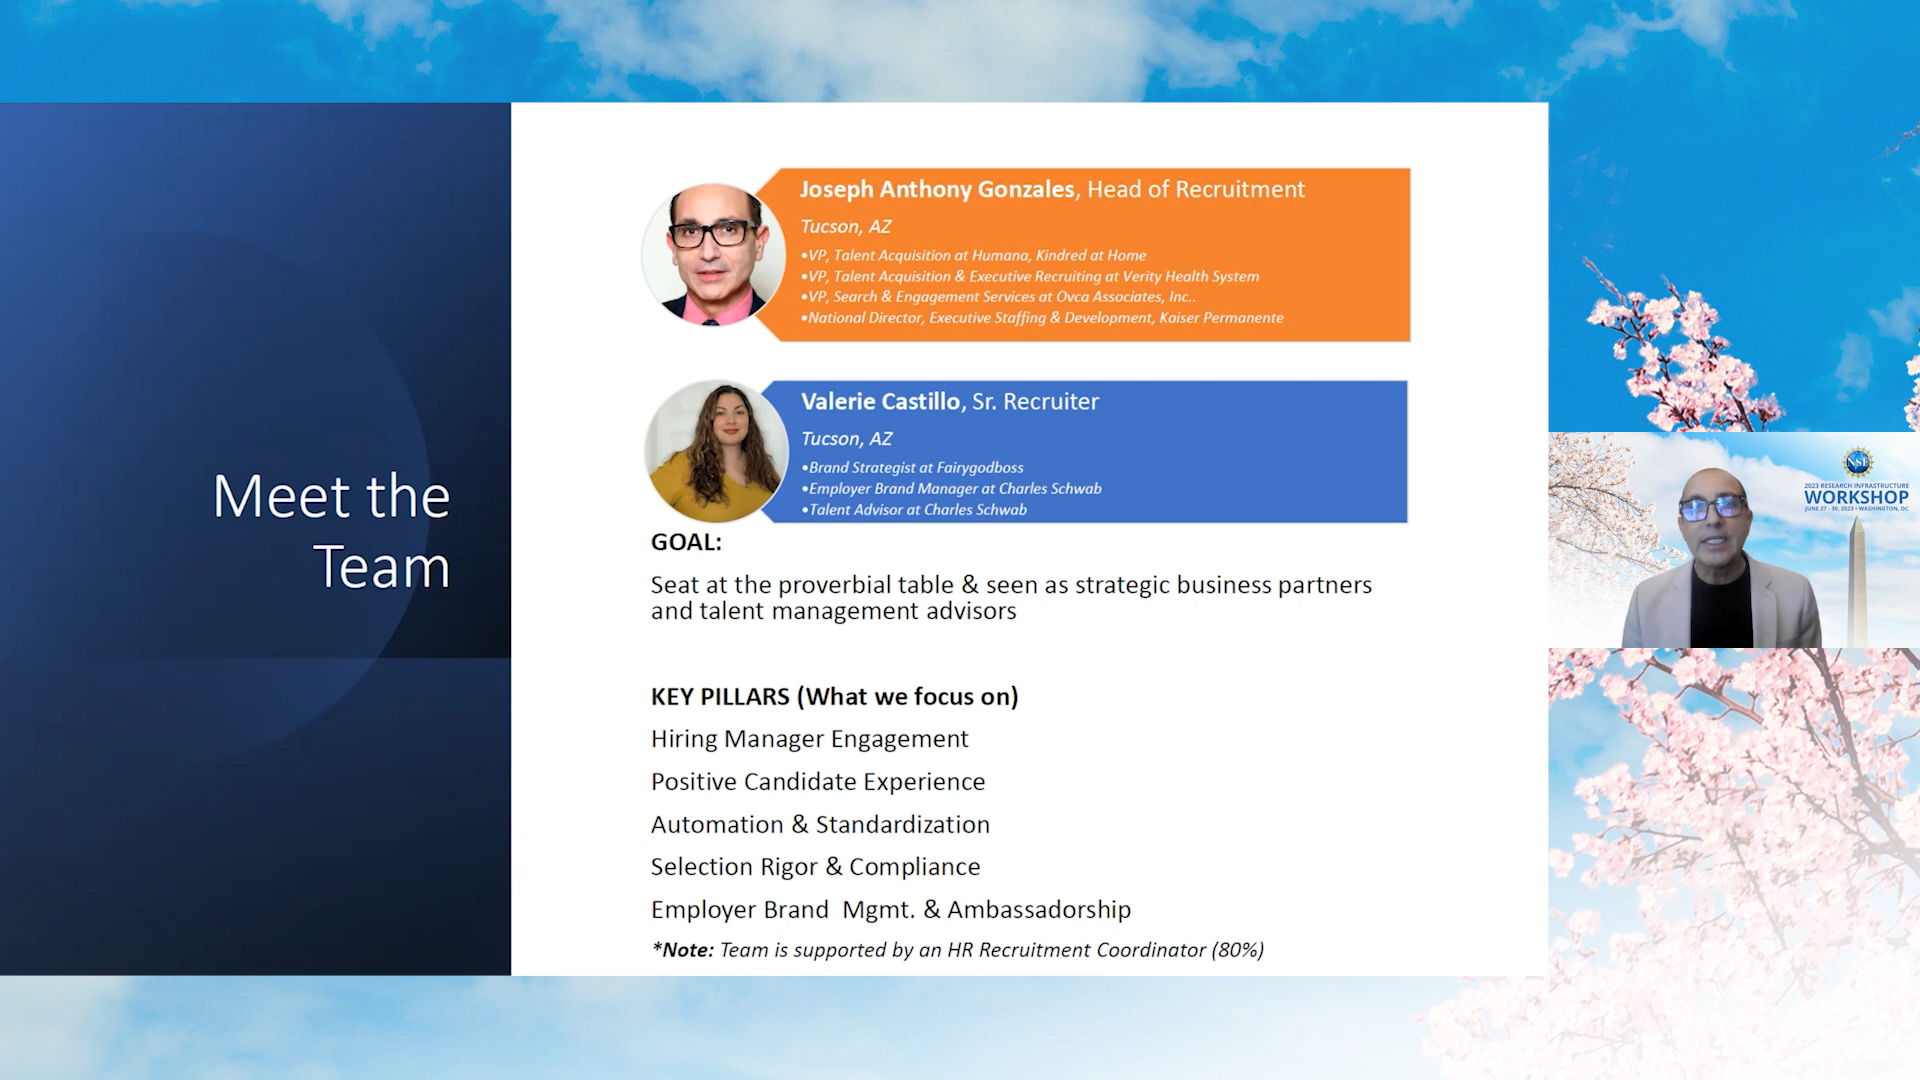 Meet the
Team
Joseph Anthony Gonzales, Head of Recruitment
Tucson, AZ
•VP, Talent Acquisition at Humana, Kindred at Home
•VP, Talent Acquisition & Executive Recruiting at Verity Health System
•VP, Search & Engagement Services at Ovca Associates, Inc..
•National Director, Executive Staffing & Development, Kaiser Permanente
Valerie Castillo, Sr. Recruiter
Tucson, AZ
•Brand Strategist at Fairygodboss
•Employer Brand Manager at Charles Schwab
•Talent Advisor at Charles Schwab
GOAL:
Seat at the proverbial table & seen as strategic business partners
and talent management advisors
KEY PILLARS (What we focus on)
Hiring Manager Engagement
Positive Candidate Experience
Automation & Standardization
Selection Rigor & Compliance
Employer Brand  Mgmt. & Ambassadorship
*Note: Team is supported by an HR Recruitment Coordinator (80%)
NSF
2023 RESEARCH INFRASTRUCTURE
WORKSHOP
JUNE 27 - 30, 2023 • WASHINGTON, DC